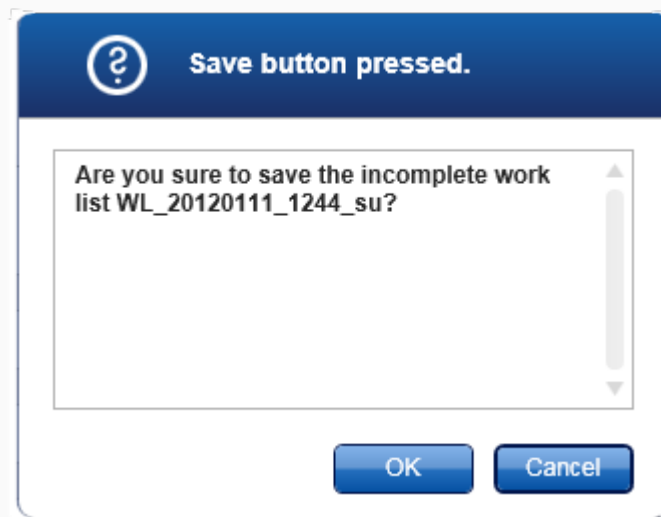 Save button pressed.
Are you sure to save the incomplete work
list WL_20120111_1244_su?
OK
Cancel